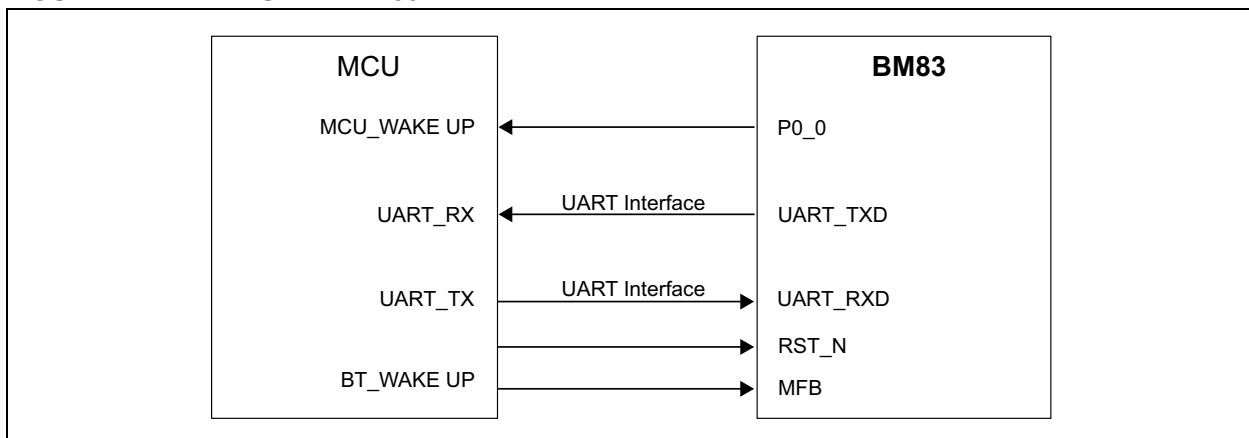 MCU
BM83
MCU_WAKE UP
P0_0
UART_RX
UART Interface
UART_TXD
UART_TX
UART Interface
UART_RXD
RST_N
BT_WAKE UP
MFB